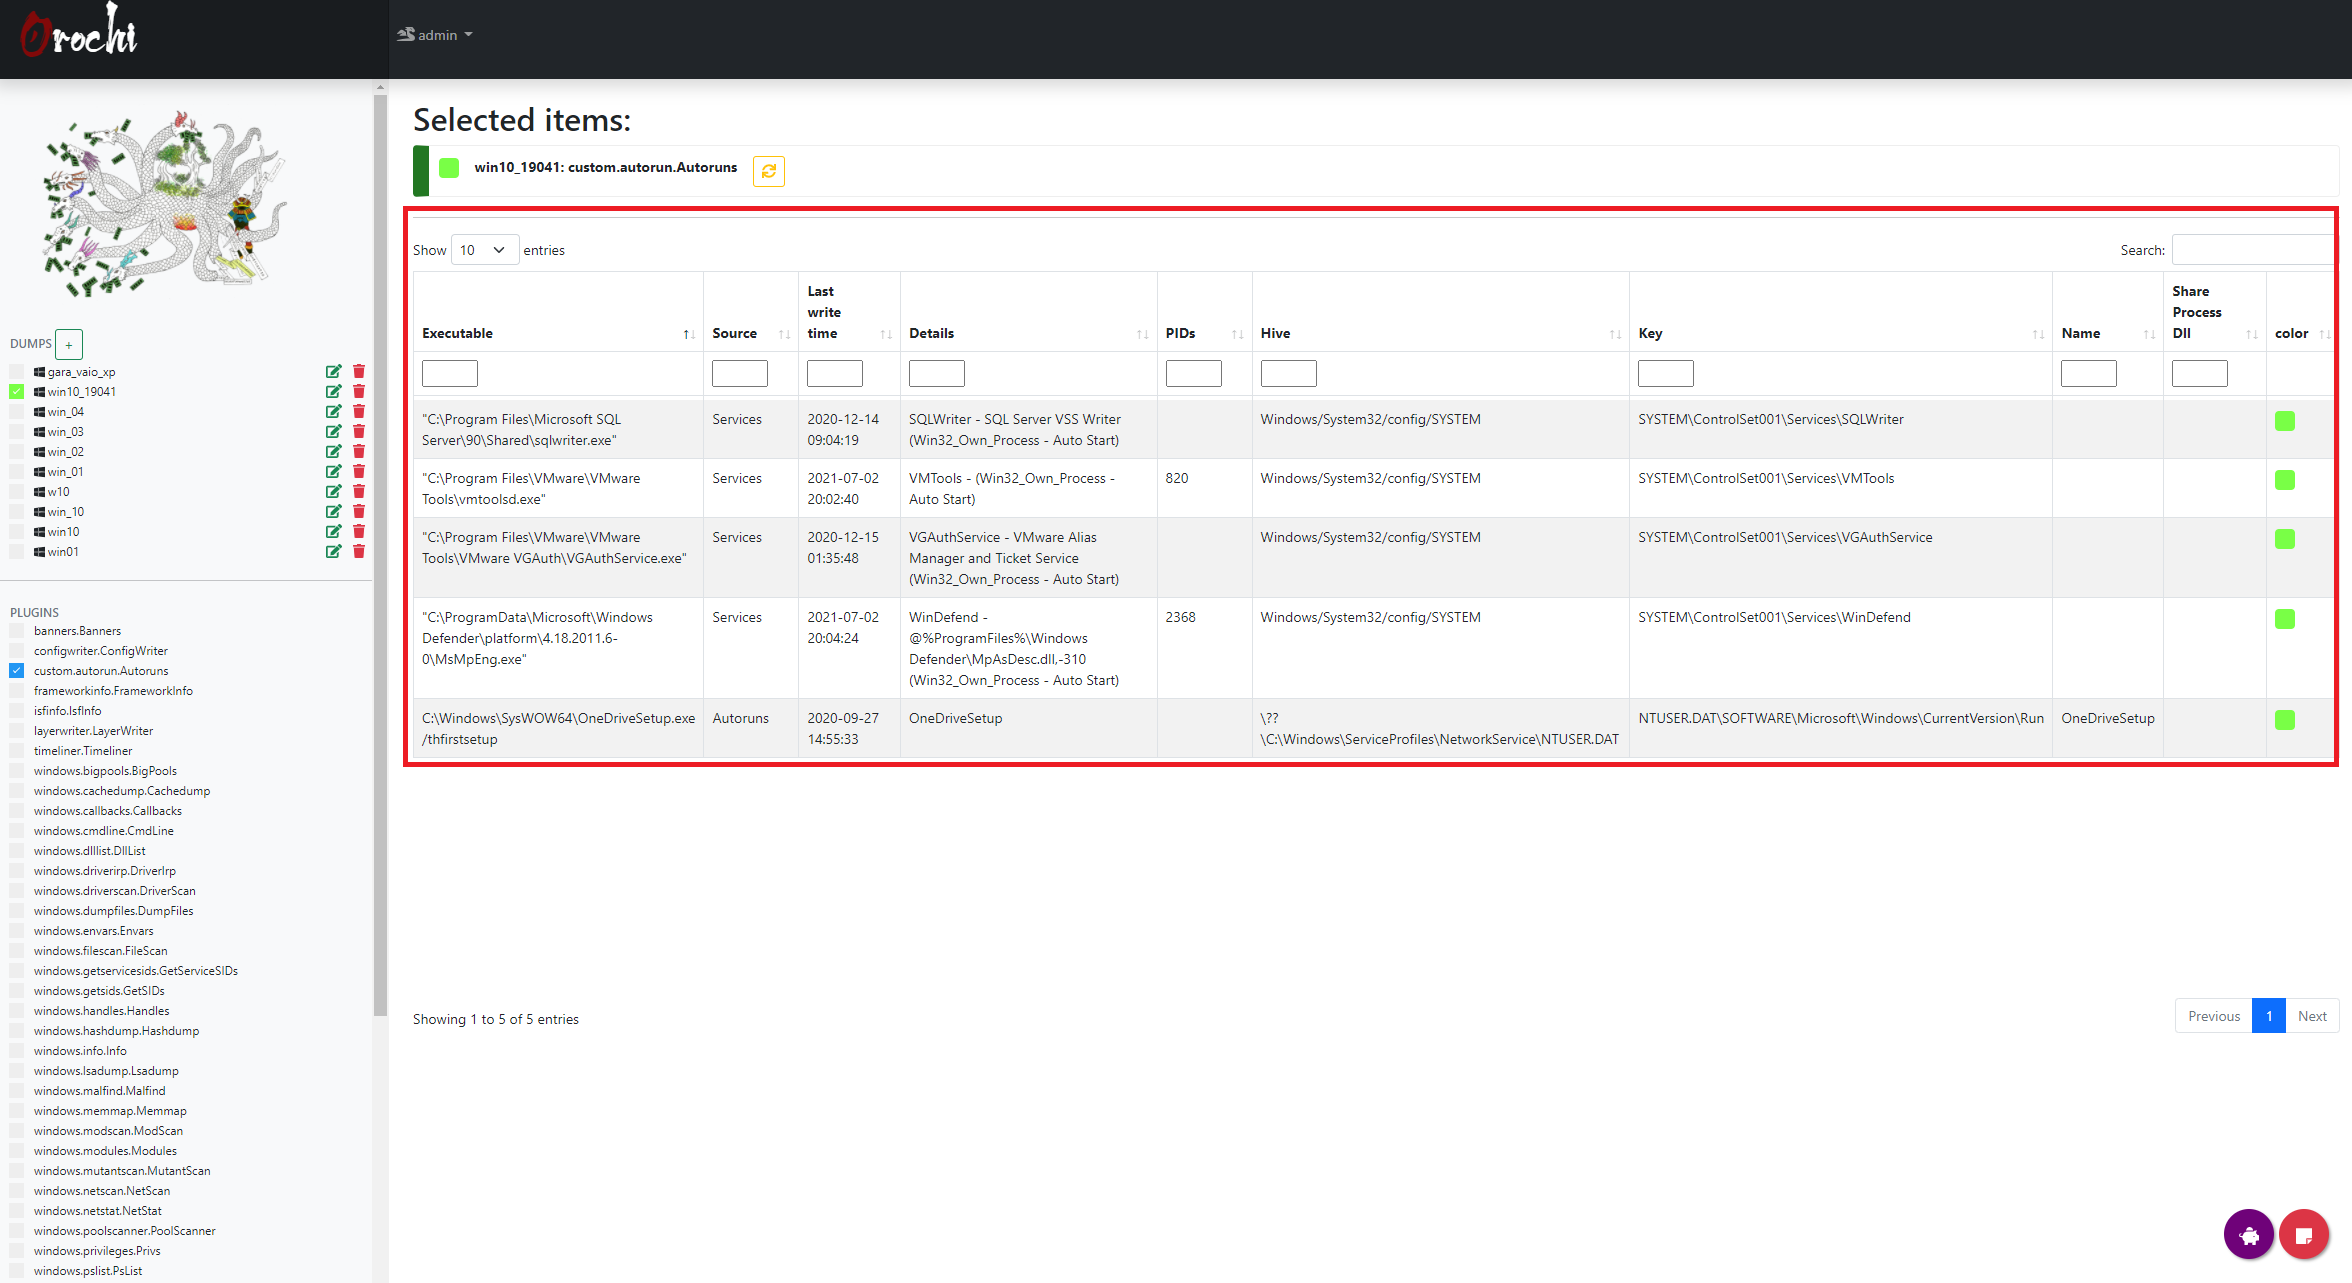 Orochi
admin
Selected items:
win10_19041: custom.autorun.Autoruns
DUMPS +
gara_vaio_xp
win10_19041
win_04
win_03
win_02
win_01
w10
win_10
win10
win01
PLUGINS
banners.Banners
configwriter.ConfigWriter
custom.autorun.Autoruns
frameworkinfo.FrameworkInfo
isfinfo.IsfInfo
layerwriter.LayerWriter
timeliner.Timeliner
windows.bigpools.BigPools
windows.cachedump.Cachedump
windows.callbacks.Callbacks
windows.cmdline.CmdLine
windows.dlllist.DllList
windows.driverirp.DriverIrp
windows.driverscan.DriverScan
windows.dumpfiles.DumpFiles
windows.envars.Envars
windows.filescan.FileScan
windows.getservicesids.GetServiceSIDs
windows.getsids.GetSIDs
windows.handles.Handles
windows.hashdump.Hashdump
windows.info.Info
windows.lsadump.Lsadump
windows.malfind.Malfind
windows.memmap.Memmap
windows.modscan.ModScan
windows.modules.Modules
windows.mutantscan.MutantScan
windows.netscan.NetScan
windows.netstat.NetStat
windows.poolscanner.PoolScanner
windows.privileges.Privs
windows.pslist.PsList
Show 10 entries
Search:
Executable
Source
Last
write
time
Details
PIDs
Hive
Key
Name
Share
Process
Dll
color
"C:\Program Files\Microsoft SQL
Server\90\Shared\sqlwriter.exe"
Services
2020-12-14
09:04:19
SQLWriter - SQL Server VSS Writer
(Win32_Own_Process - Auto Start)
Windows/System32/config/SYSTEM
SYSTEM\ControlSet001\Services\SQLWriter
"C:\Program Files\VMware\VMware
Tools\vmtoolsd.exe"
Services
2021-07-02
20:02:40
VMTools - (Win32_Own_Process -
Auto Start)
820
Windows/System32/config/SYSTEM
SYSTEM\ControlSet001\Services\VMTools
"C:\Program Files\VMware\VMware
Tools\VMware VGAuth\VGAuthService.exe"
Services
2020-12-15
01:35:48
VGAuthService - VMware Alias
Manager and Ticket Service
(Win32_Own_Process - Auto Start)
Windows/System32/config/SYSTEM
SYSTEM\ControlSet001\Services\VGAuthService
"C:\ProgramData\Microsoft\Windows
Defender\platform\4.18.2011.6-
0\MsMpEng.exe"
Services
2021-07-02
20:04:24
WinDefend -
@%ProgramFiles%\Windows
Defender\MpAsDesc.dll,-310
(Win32_Own_Process - Auto Start)
2368
Windows/System32/config/SYSTEM
SYSTEM\ControlSet001\Services\WinDefend
C:\Windows\SysWOW64\OneDriveSetup.exe
/thfirstsetup
Autoruns
2020-09-27
14:55:33
OneDriveSetup
\??
\C:\Windows\ServiceProfiles\NetworkService\NTUSER.DAT
NTUSER.DAT\SOFTWARE\Microsoft\Windows\CurrentVersion\Run
OneDriveSetup
Showing 1 to 5 of 5 entries
Previous 1 Next